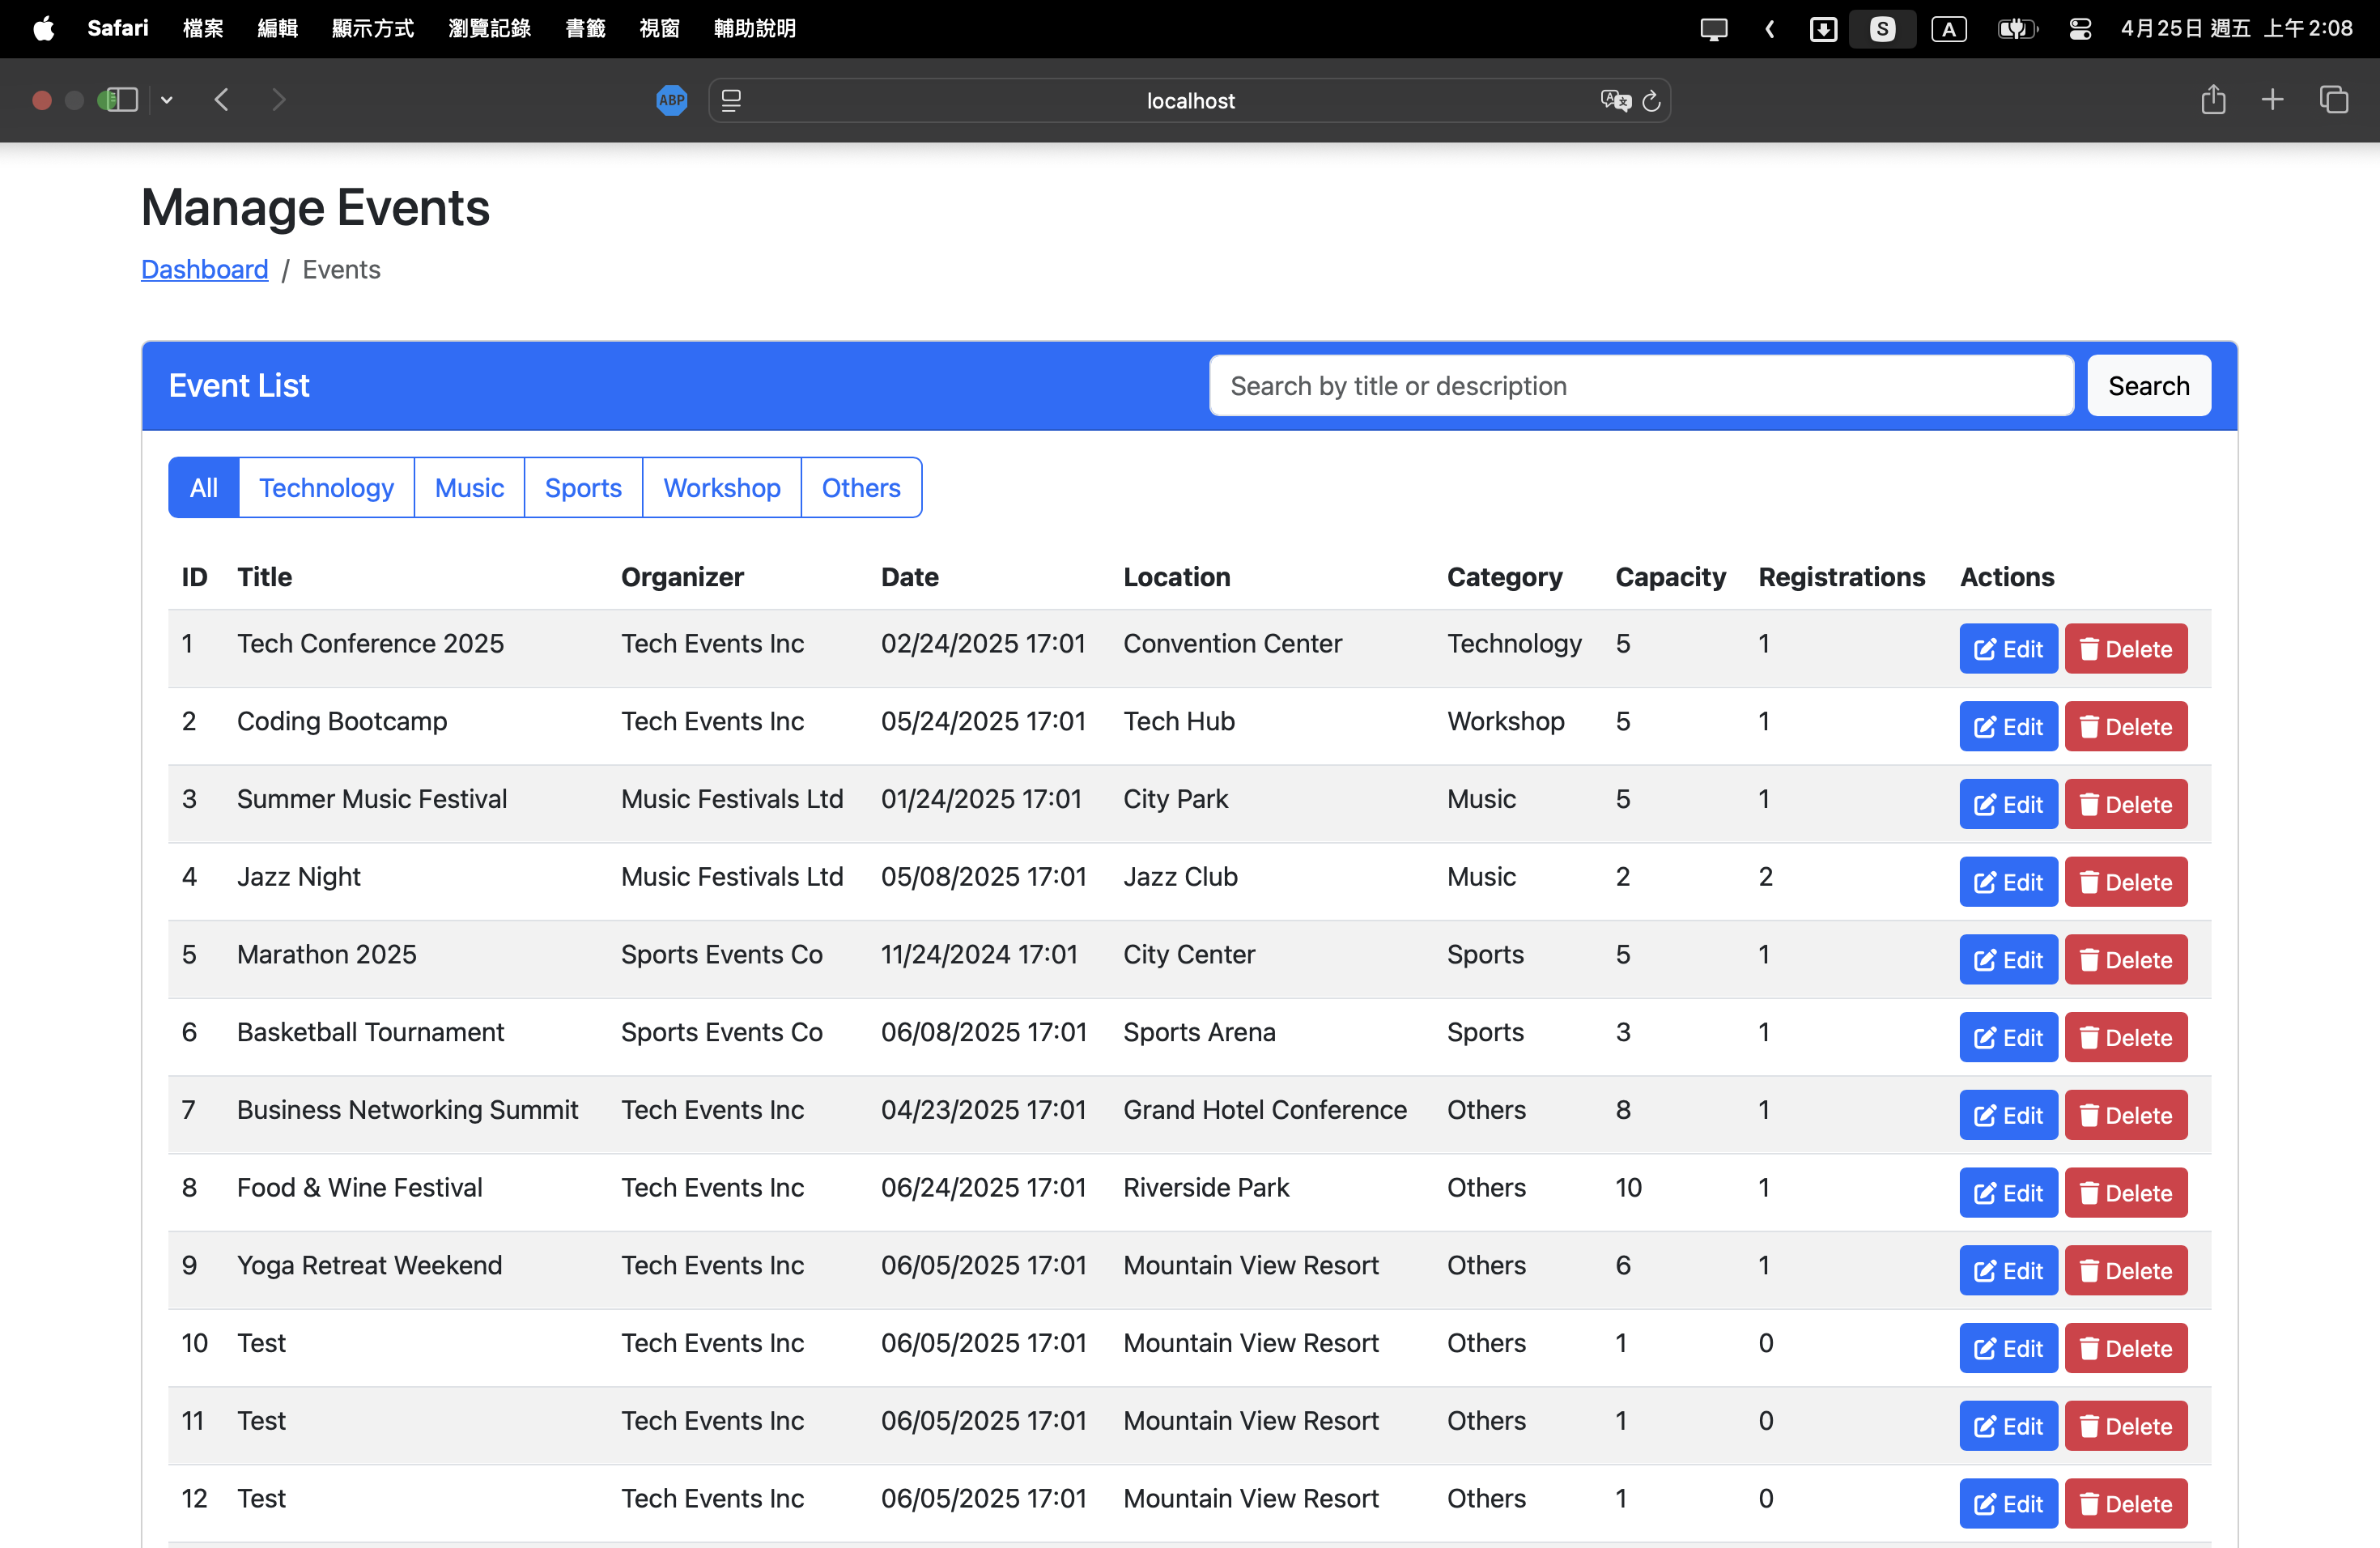 Safari 檔案 編輯 顯示方式 瀏覽記錄 書籤 視窗 輔助說明 S A 4月25日 週五 上午2:08
ABP localhost
Manage Events
Dashboard / Events
Event List Search by title or description Search
All Technology Music Sports Workshop Others
ID Title Organizer Date Location Category Capacity Registrations Actions
1 Tech Conference 2025 Tech Events Inc 02/24/2025 17:01 Convention Center Technology 5 1 Edit Delete
2 Coding Bootcamp Tech Events Inc 05/24/2025 17:01 Tech Hub Workshop 5 1 Edit Delete
3 Summer Music Festival Music Festivals Ltd 01/24/2025 17:01 City Park Music 5 1 Edit Delete
4 Jazz Night Music Festivals Ltd 05/08/2025 17:01 Jazz Club Music 2 2 Edit Delete
5 Marathon 2025 Sports Events Co 11/24/2024 17:01 City Center Sports 5 1 Edit Delete
6 Basketball Tournament Sports Events Co 06/08/2025 17:01 Sports Arena Sports 3 1 Edit Delete
7 Business Networking Summit Tech Events Inc 04/23/2025 17:01 Grand Hotel Conference Others 8 1 Edit Delete
8 Food & Wine Festival Tech Events Inc 06/24/2025 17:01 Riverside Park Others 10 1 Edit Delete
9 Yoga Retreat Weekend Tech Events Inc 06/05/2025 17:01 Mountain View Resort Others 6 1 Edit Delete
10 Test Tech Events Inc 06/05/2025 17:01 Mountain View Resort Others 1 0 Edit Delete
11 Test Tech Events Inc 06/05/2025 17:01 Mountain View Resort Others 1 0 Edit Delete
12 Test Tech Events Inc 06/05/2025 17:01 Mountain View Resort Others 1 0 Edit Delete